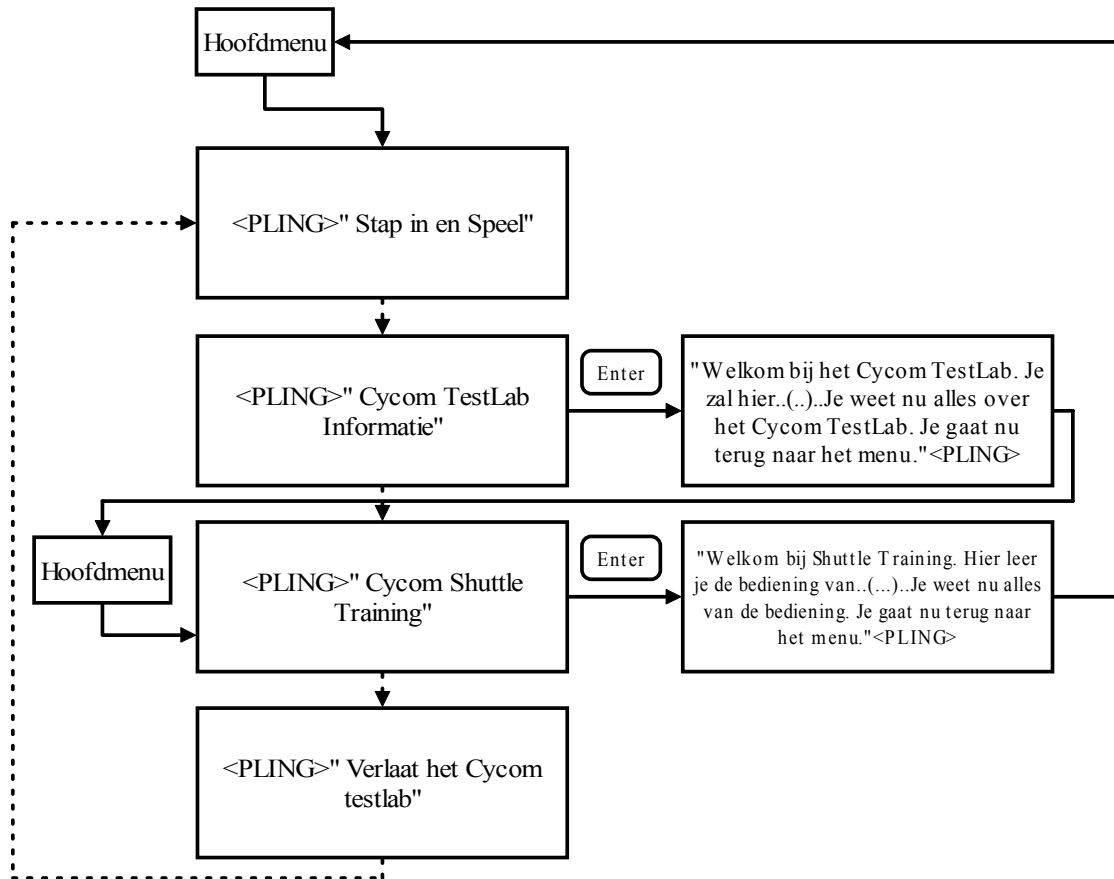 Hoofdmenu
<PLING>" Stap in en Speel"
<PLING>" Cycom TestLab
Informatie"
Enter
"Welkom bij het Cycom TestLab. Je
zal hier..(..)..Je weet nu alles over
het Cycom TestLab. Je gaat nu
terug naar het menu."<PLING>
Hoofdmenu
<PLING>" Cycom Shuttle
Training"
Enter
"Welkom bij Shuttle Training. Hier leer
je de bediening van..(...)..Je weet nu alles
van de bediening. Je gaat nu terug naar
het menu."<PLING>
<PLING>" Verlaat het Cycom
testlab"